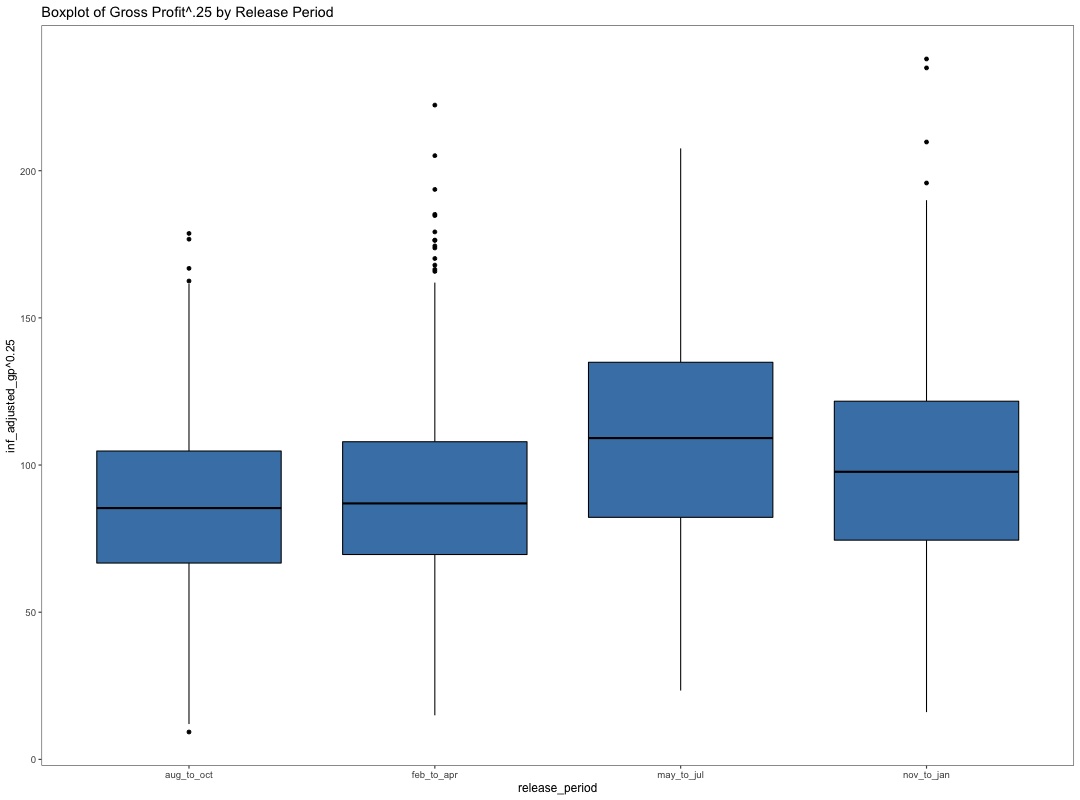 Boxplot of Gross Profit^.25 by Release Period
inf_adjusted_gp^0.25
200
150
100
50
0
aug_to_oct feb_to_apr may_to_jul nov_to_jan
release_period